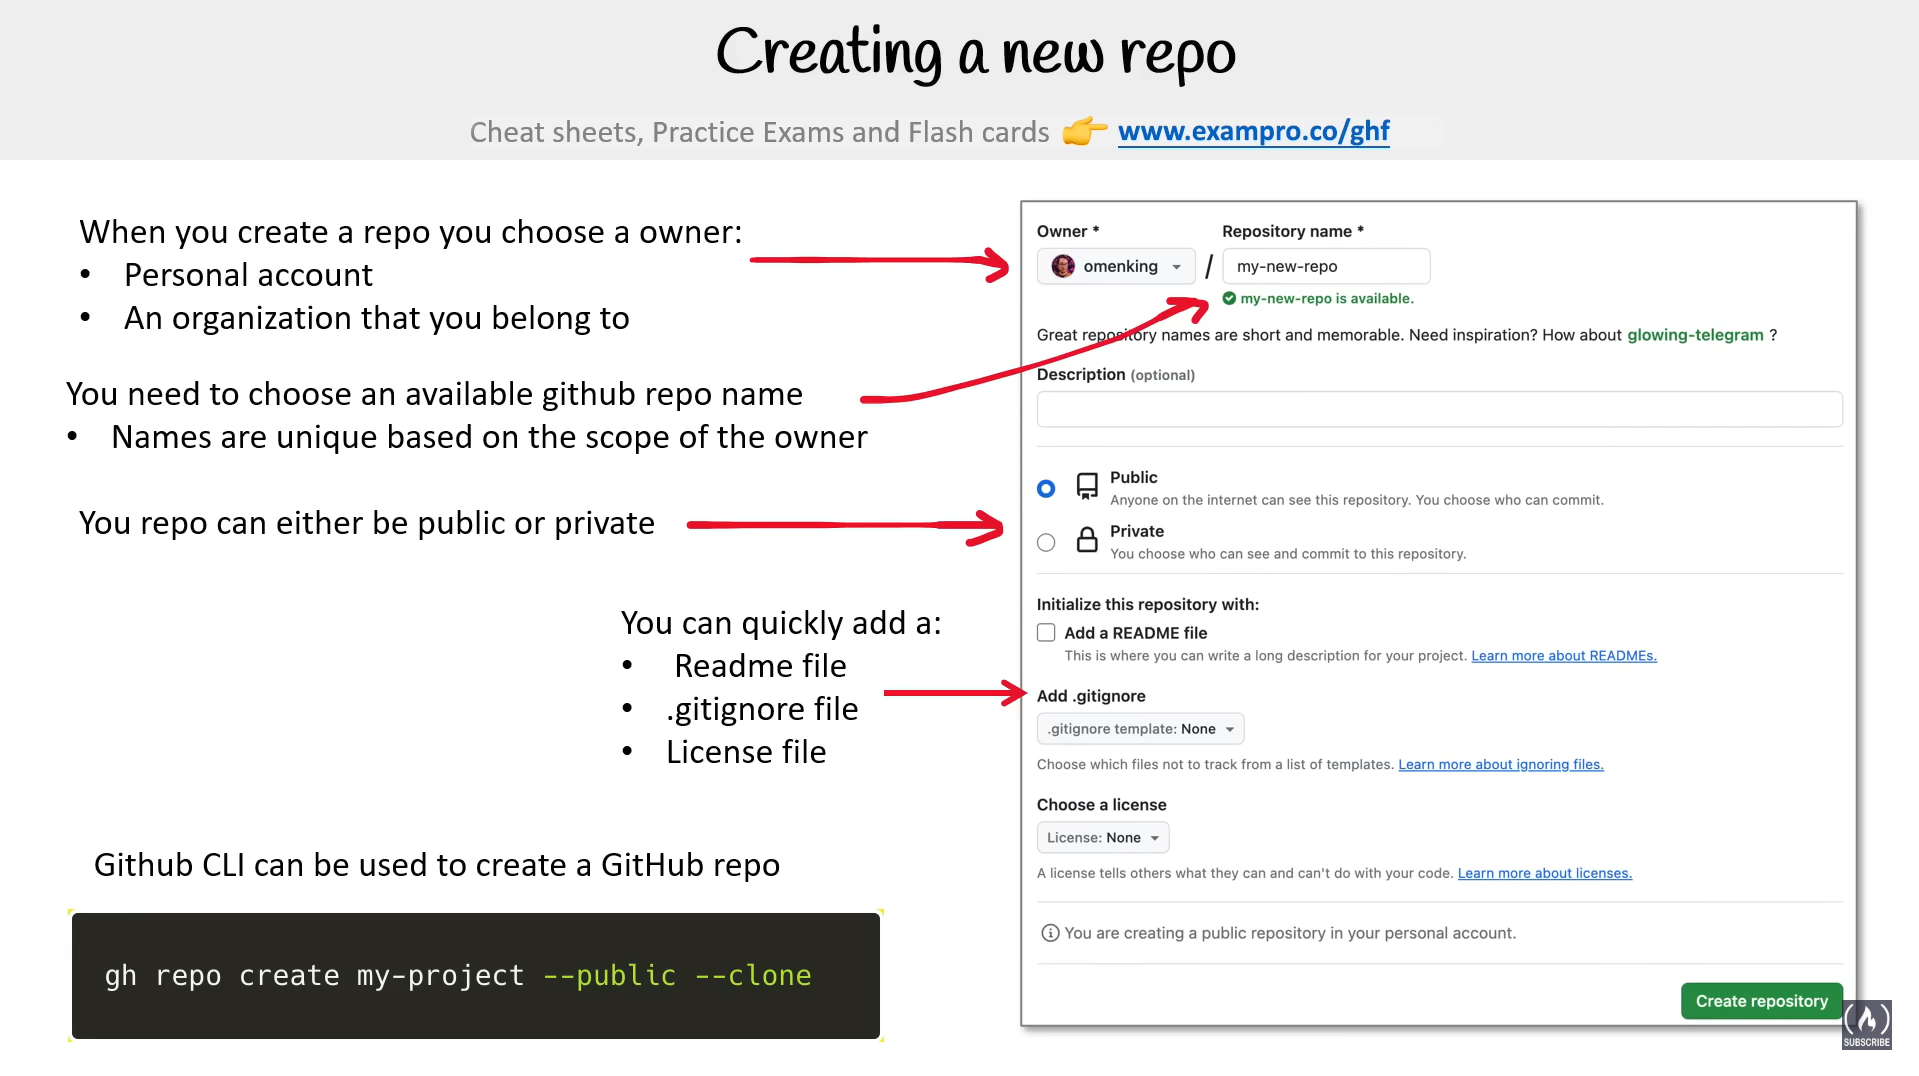 Creating a new repo
Cheat sheets, Practice Exams and Flash cards 👉 www.exampro.co/ghf
When you create a repo you choose a owner:
• Personal account
• An organization that you belong to
You need to choose an available github repo name
• Names are unique based on the scope of the owner
You repo can either be public or private
You can quickly add a:
• Readme file
• .gitignore file
• License file
Github CLI can be used to create a GitHub repo
gh repo create my-project --public --clone
Owner * Repository name *
omenking / my-new-repo
my-new-repo is available.
Great repository names are short and memorable. Need inspiration? How about glowing-telegram ?
Description (optional)
Public
Anyone on the internet can see this repository. You choose who can commit.
Private
You choose who can see and commit to this repository.
Initialize this repository with:
Add a README file
This is where you can write a long description for your project. Learn more about READMEs.
Add .gitignore
.gitignore template: None
Choose which files not to track from a list of templates. Learn more about ignoring files.
Choose a license
License: None
A license tells others what they can and can't do with your code. Learn more about licenses.
You are creating a public repository in your personal account.
Create repository
SUBSCRIBE